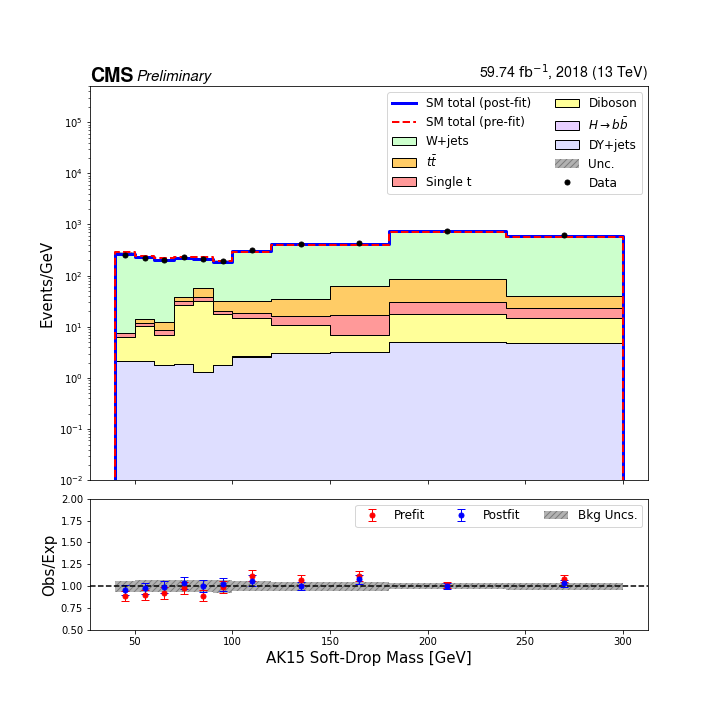 CMS Preliminary
59.74 fb⁻¹, 2018 (13 TeV)
SM total (post-fit)
SM total (pre-fit)
W+jets
tt̄
Single t
Diboson
H → bb̄
DY+jets
Unc.
Data
Events/GeV
10⁵
10⁴
10³
10²
10¹
10⁰
10⁻¹
10⁻²
Prefit
Postfit
Bkg Uncs.
Obs/Exp
2.00
1.75
1.50
1.25
1.00
0.75
0.50
50 100 150 200 250 300
AK15 Soft-Drop Mass [GeV]